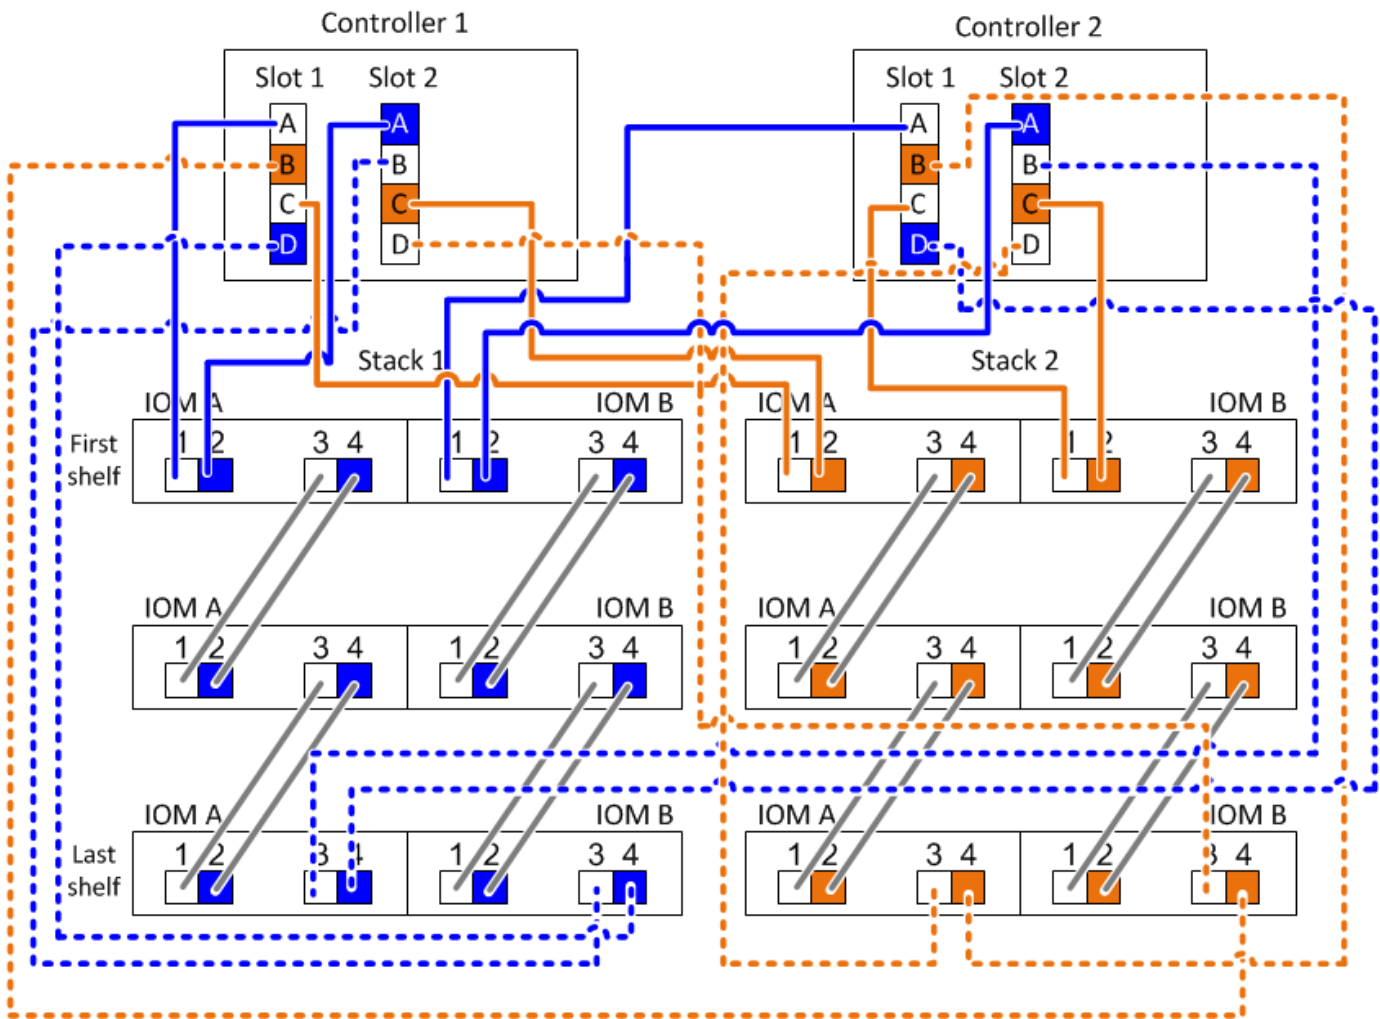 Controller 1
Controller 2
Slot 1 Slot 2
Slot 1 Slot 2
A A
B B
C C
D D
A A
B B
C C
D D
Stack 1
Stack 2
IOM A IOM B
IOM A IOM B
First
shelf
1 2 3 4 1 2 3 4
1 2 3 4 1 2 3 4
IOM A IOM B
IOM A IOM B
1 2 3 4 1 2 3 4
1 2 3 4 1 2 3 4
IOM A IOM B
IOM A IOM B
Last
shelf
1 2 3 4 1 2 3 4
1 2 3 4 1 2 3 4